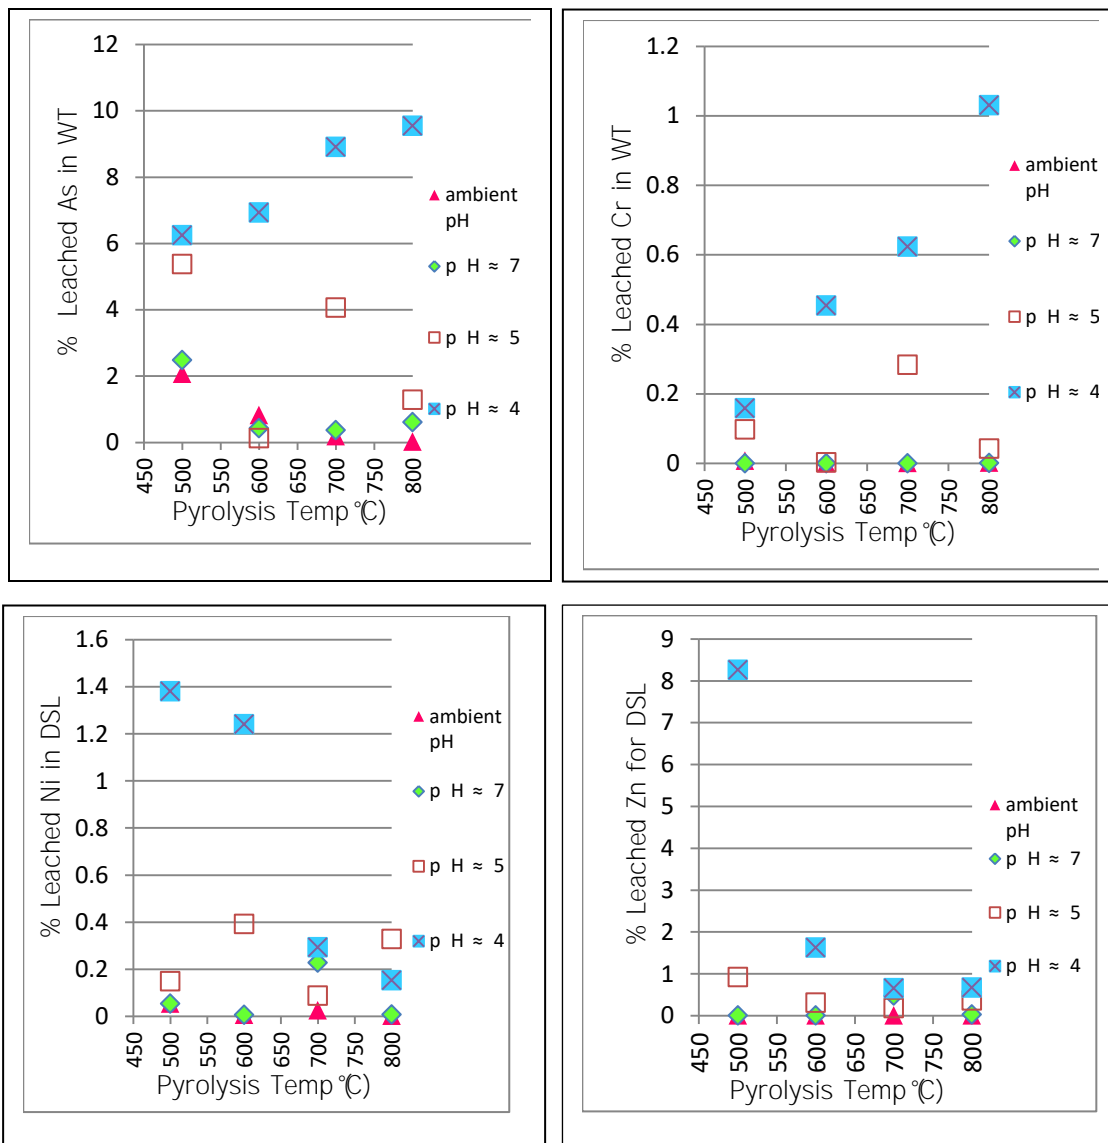 % Leached As in WT
12
10
8
6
4
2
0
450
500
550
600
650
700
750
800
Pyrolysis Temp °(C)
ambient
pH
p H ≈ 7
p H ≈ 5
p H ≈ 4
% Leached Cr in WT
1.2
1
0.8
0.6
0.4
0.2
0
450
500
550
600
650
700
750
800
Pyrolysis Temp °(C)
ambient
pH
p H ≈ 7
p H ≈ 5
p H ≈ 4
% Leached Ni in DSL
1.6
1.4
1.2
1
0.8
0.6
0.4
0.2
0
450
500
550
600
650
700
750
800
Pyrolysis Temp °(C)
ambient
pH
p H ≈ 7
p H ≈ 5
p H ≈ 4
% Leached Zn for DSL
9
8
7
6
5
4
3
2
1
0
450
500
550
600
650
700
750
800
Pyrolysis Temp °(C)
ambient
pH
p H ≈ 7
p H ≈ 5
p H ≈ 4